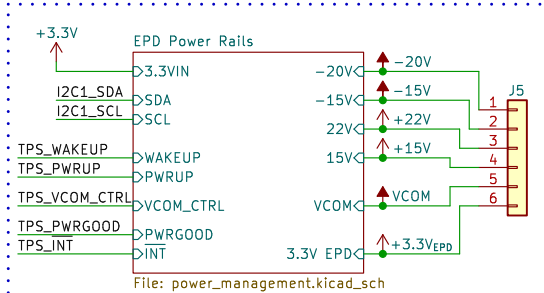 +3.3V
EPD Power Rails
3.3VIN
-20V
-20V
J5
I2C1_SDA
SDA
-15V
-15V
1
I2C1_SCL
SCL
2
22V
+22V
3
TPS_WAKEUP
WAKEUP
15V
+15V
4
TPS_PWRUP
PWRUP
5
TPS_VCOM_CTRL
VCOM_CTRL
VCOM
VCOM
6
TPS_PWRGOOD
PWRGOOD
TPS_INT
INT
3.3V EPD
+3.3VEPD
File: power_management.kicad_sch